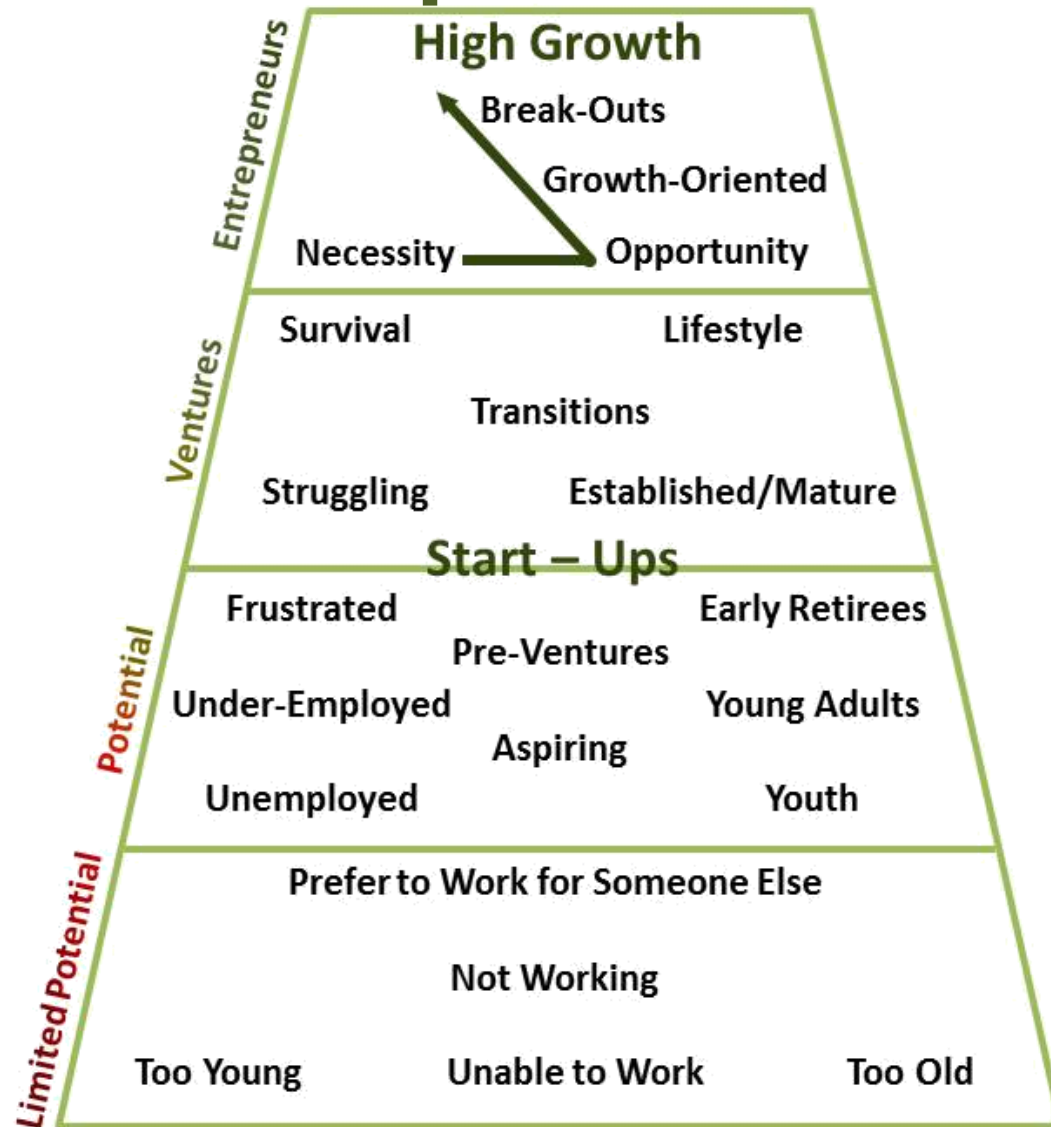 High Growth
Break-Outs
Growth-Oriented
Necessity Opportunity
Entrepreneurs
Survival Lifestyle
Transitions
Struggling Established/Mature
Ventures
Start – Ups
Frustrated Early Retirees
Pre-Ventures
Under-Employed Young Adults
Aspiring
Unemployed Youth
Potential
Prefer to Work for Someone Else
Not Working
Too Young Unable to Work Too Old
Limited Potential